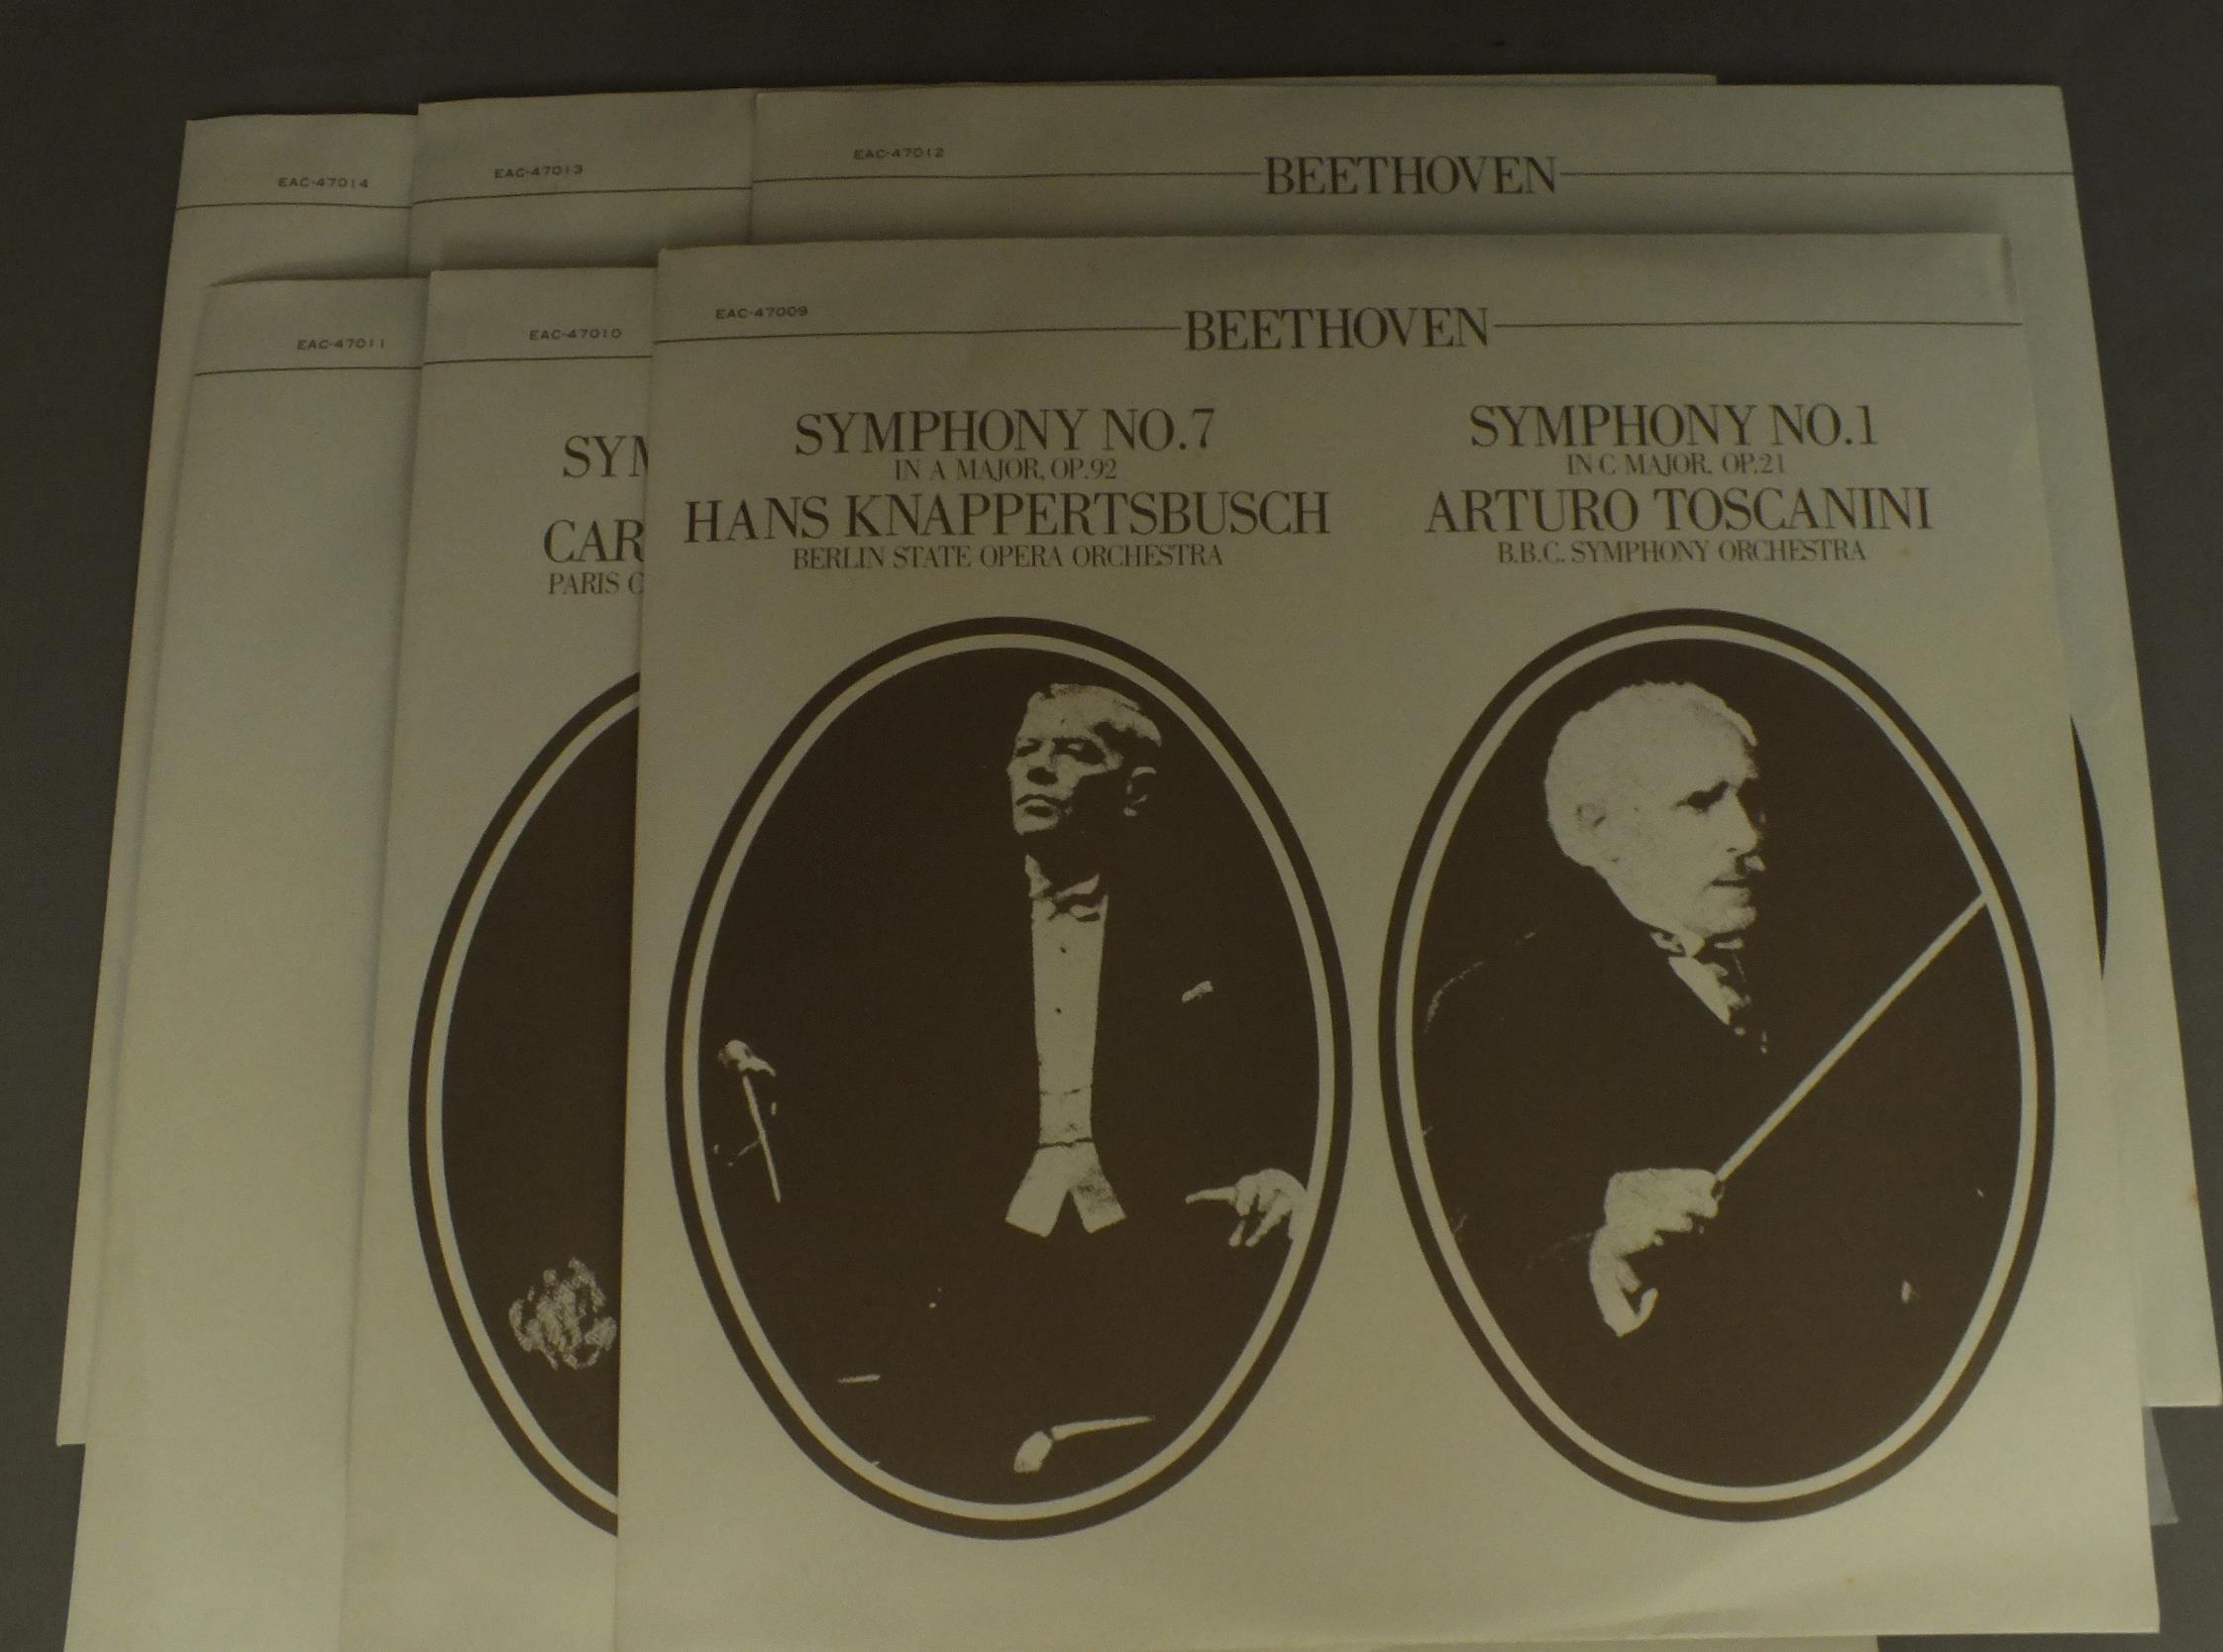 EAC-47014
EAC-47013
EAC-47012
BEETHOVEN
EAC-47011
EAC-47010
SYM
CAR
PARIS C
EAC-47009
BEETHOVEN
SYMPHONY NO.7
IN A MAJOR, OP.92
HANS KNAPPERTSBUSCH
BERLIN STATE OPERA ORCHESTRA
SYMPHONY NO.1
IN C MAJOR, OP.21
ARTURO TOSCANINI
B.B.C. SYMPHONY ORCHESTRA